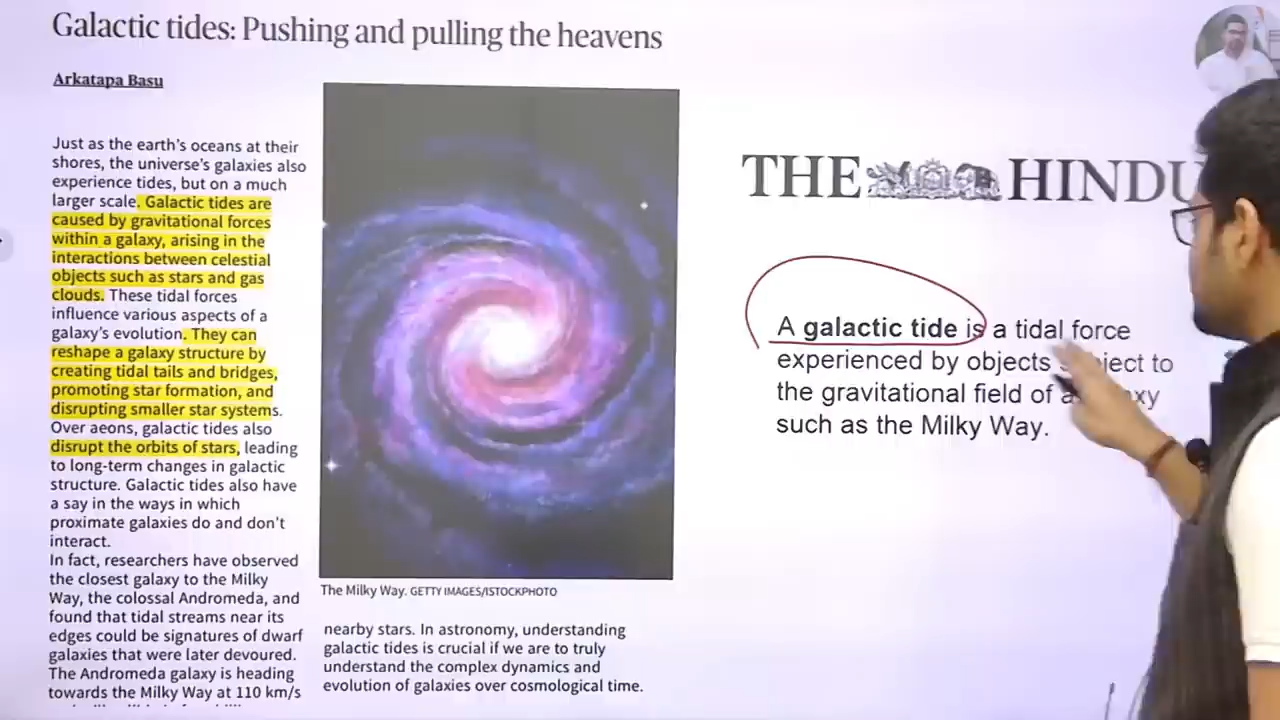 Galactic tides: Pushing and pulling the heavens
Arkatapa Basu
Just as the earth's oceans at their
shores, the universe's galaxies also
experience tides, but on a much
larger scale. Galactic tides are
caused by gravitational forces
within a galaxy, arising in the
interactions between celestial
objects such as stars and gas
clouds. These tidal forces
influence various aspects of a
galaxy's evolution. They can
reshape a galaxy structure by
creating tidal tails and bridges,
promoting star formation, and
disrupting smaller star systems.
Over aeons, galactic tides also
disrupt the orbits of stars, leading
to long-term changes in galactic
structure. Galactic tides also have
a say in the ways in which
proximate galaxies do and don't
interact.
In fact, researchers have observed
the closest galaxy to the Milky
Way, the colossal Andromeda, and
found that tidal streams near its
edges could be signatures of dwarf
galaxies that were later devoured.
The Andromeda galaxy is heading
towards the Milky Way at 110 km/s
The Milky Way. GETTY IMAGES/ISTOCKPHOTO
nearby stars. In astronomy, understanding
galactic tides is crucial if we are to truly
understand the complex dynamics and
evolution of galaxies over cosmological time.
THE HINDU
A galactic tide is a tidal force
experienced by objects to
the gravitational field of
such as the Milky Way.